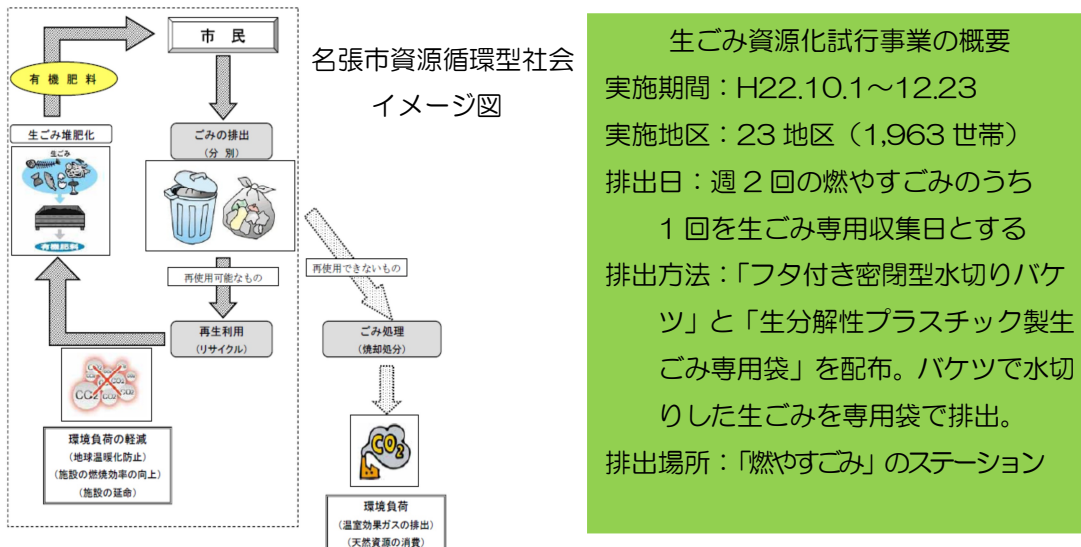 市 民
名張市資源循環型社会
イメージ図
有 機 肥 料
生ごみ堆肥化
生ごみ
有機肥料
ごみの排出
(分 別)
再使用可能なもの
再使用できないもの
再生利用
(リサイクル)
ごみ処理
(焼却処分)
CO2
環境負荷の軽減
(地球温暖化防止)
(施設の燃焼効率の向上)
(施設の延命)
CO2
環境負荷
(温室効果ガスの排出)
(天然資源の消費)
生ごみ資源化試行事業の概要
実施期間:H22.10.1～12.23
実施地区:23 地区（1,963 世帯）
排出日:週 2 回の燃やすごみのうち
1 回を生ごみ専用収集日とする
排出方法:「フタ付き密閉型水切りバケ
ツ」と「生分解性プラスチック製生
ごみ専用袋」を配布。バケツで水切
りした生ごみを専用袋で排出。
排出場所:「燃やすごみ」のステーション